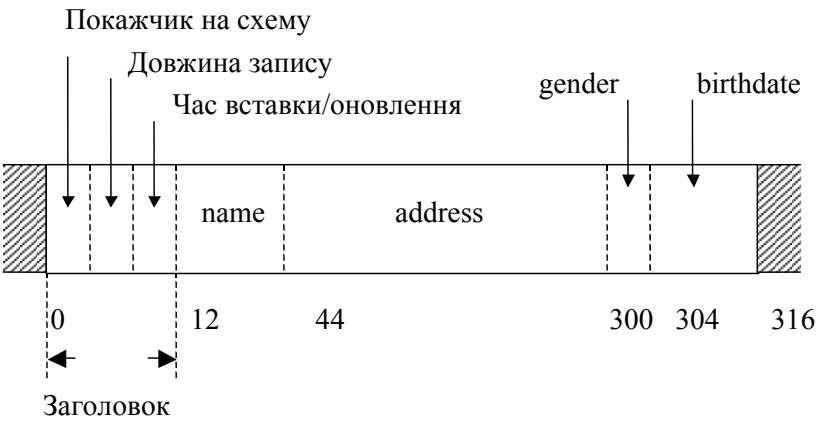 Покажчик на схему
Довжина запису
Час вставки/оновлення
gender birthdate
name address
0 12 44 300 304 316
Заголовок